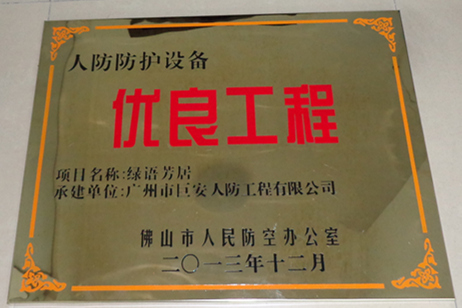 人防防护设备
优良工程
项目名称:绿语芳居
承建单位:广州市巨安人防工程有限公司
佛山市人民防空办公室
二〇一三年十二月